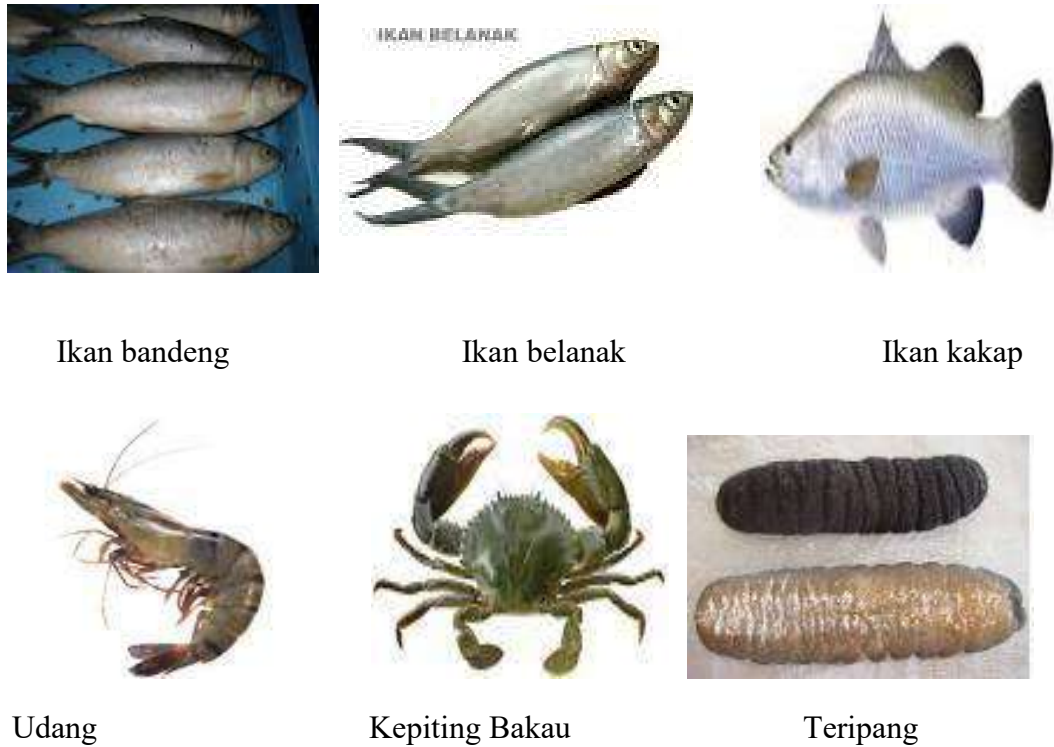 IKAN BELANAK
Ikan bandeng
Ikan belanak
Ikan kakap
Udang
Kepiting Bakau
Teripang